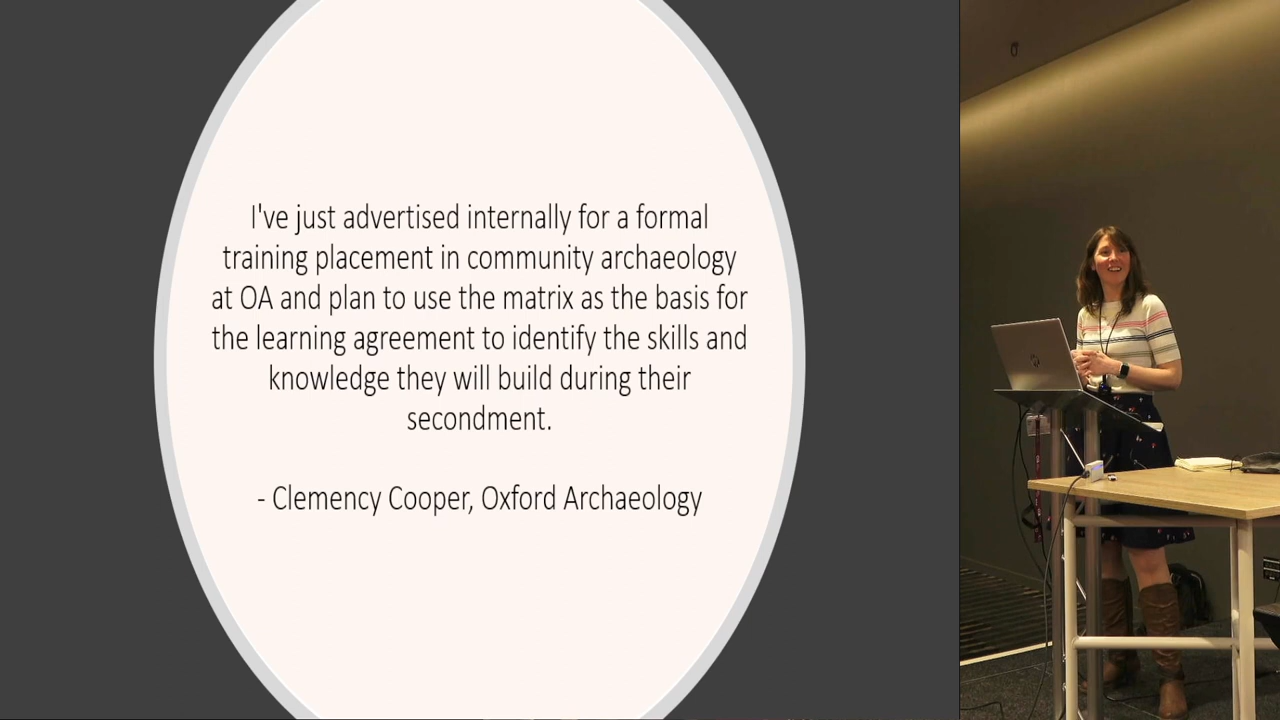 I've just advertised internally for a formal
training placement in community archaeology
at OA and plan to use the matrix as the basis for
the learning agreement to identify the skills and
knowledge they will build during their
secondment.
- Clemency Cooper, Oxford Archaeology